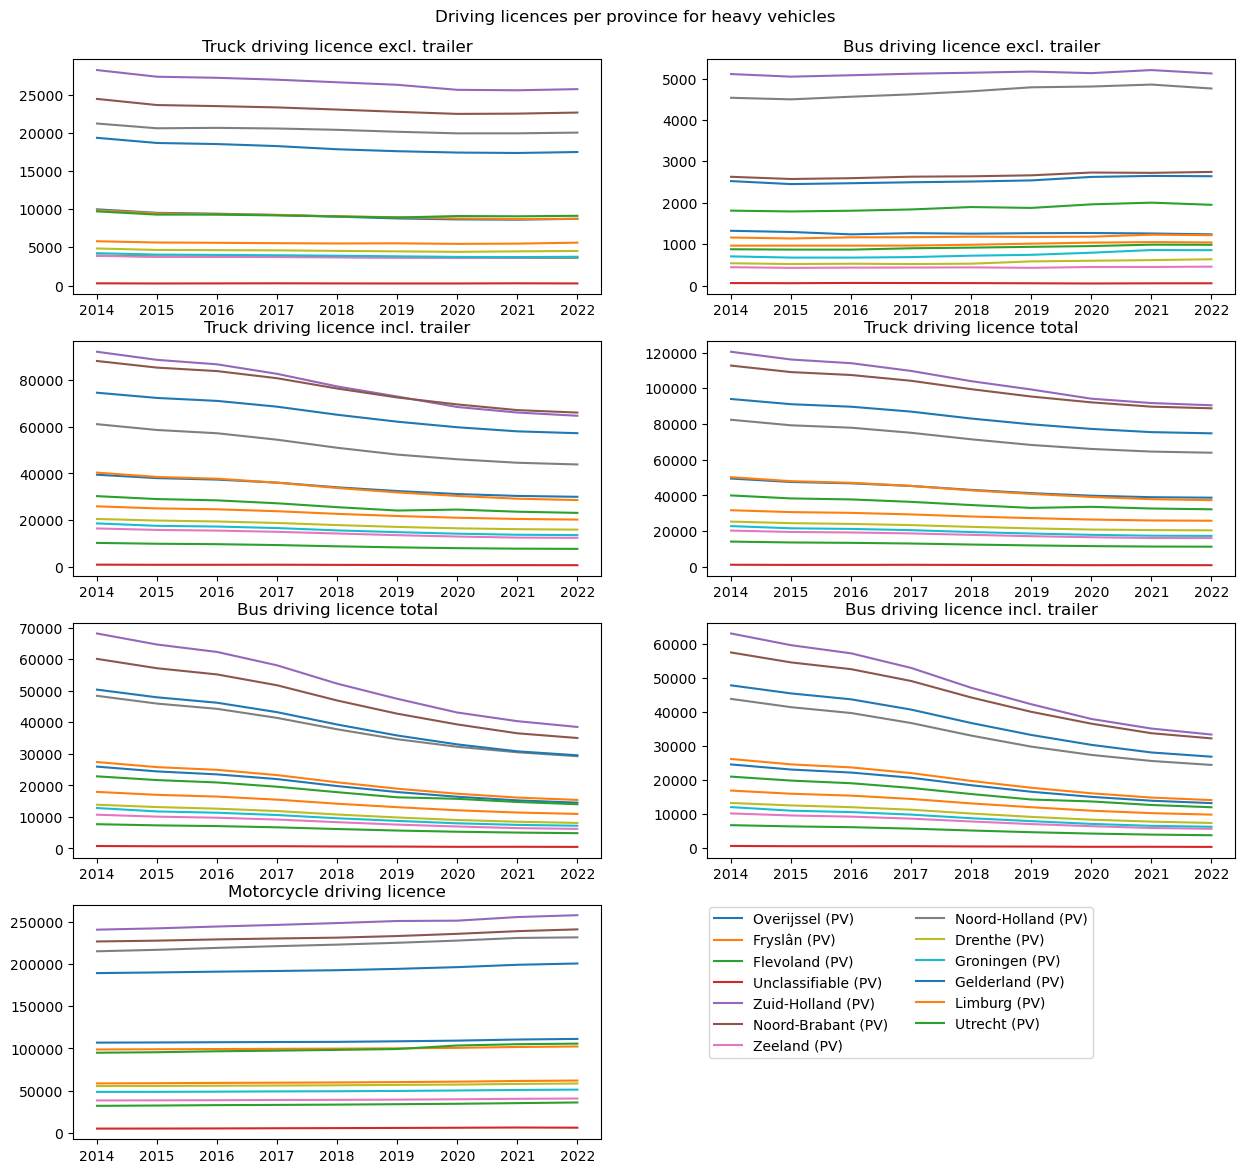 Driving licences per province for heavy vehicles
Truck driving licence excl. trailer
25000
20000
15000
10000
5000
0
2014 2015 2016 2017 2018 2019 2020 2021 2022
Bus driving licence excl. trailer
5000
4000
3000
2000
1000
0
2014 2015 2016 2017 2018 2019 2020 2021 2022
Truck driving licence incl. trailer
80000
60000
40000
20000
0
2014 2015 2016 2017 2018 2019 2020 2021 2022
Truck driving licence total
120000
100000
80000
60000
40000
20000
0
2014 2015 2016 2017 2018 2019 2020 2021 2022
Bus driving licence total
70000
60000
50000
40000
30000
20000
10000
0
2014 2015 2016 2017 2018 2019 2020 2021 2022
Bus driving licence incl. trailer
60000
50000
40000
30000
20000
10000
0
2014 2015 2016 2017 2018 2019 2020 2021 2022
Motorcycle driving licence
250000
200000
150000
100000
50000
0
2014 2015 2016 2017 2018 2019 2020 2021 2022
Overijssel (PV)
Fryslân (PV)
Flevoland (PV)
Unclassifiable (PV)
Zuid-Holland (PV)
Noord-Brabant (PV)
Zeeland (PV)
Noord-Holland (PV)
Drenthe (PV)
Groningen (PV)
Gelderland (PV)
Limburg (PV)
Utrecht (PV)